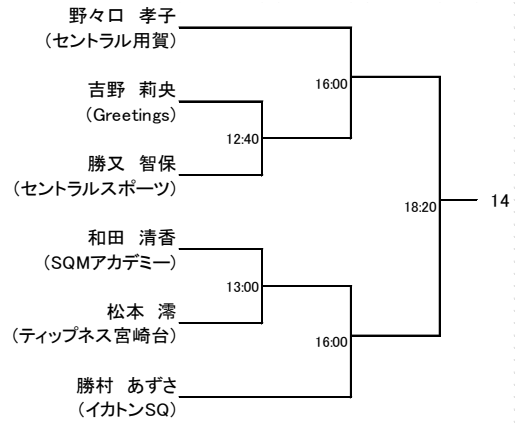 野々口　孝子
(セントラル用賀)
16:00
吉野　莉央
(Greetings)
12:40
勝又　智保
(セントラルスポーツ)
18:20
14
和田　清香
(SQMアカデミー)
13:00
松本　澪
(ティップネス宮崎台)
16:00
勝村　あずさ
(イカトンSQ)